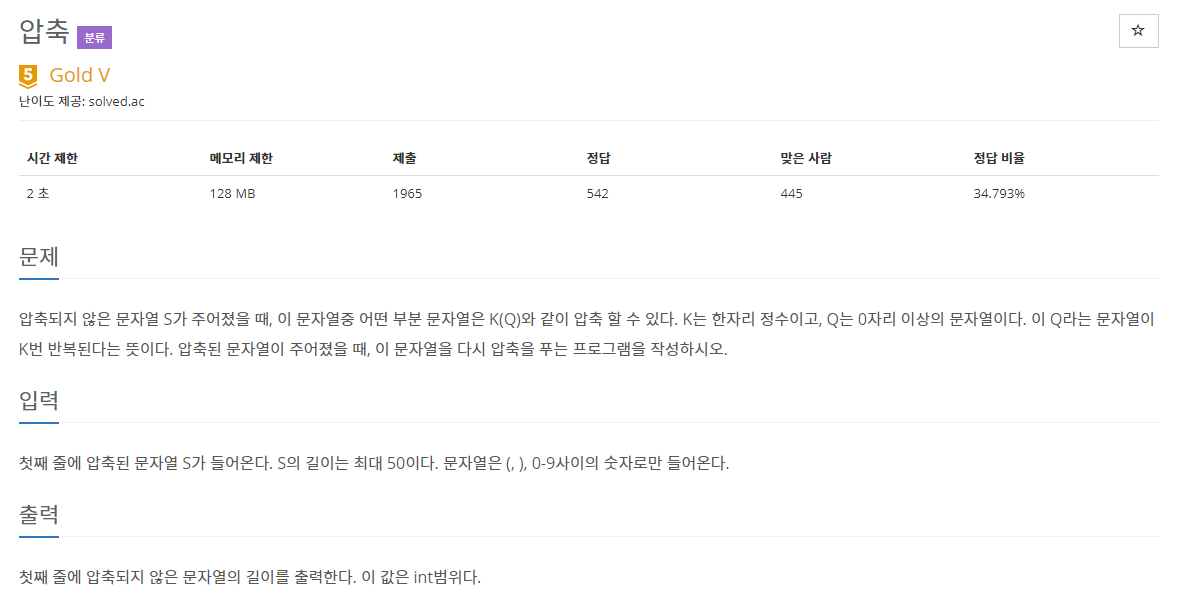 압축 분류
☆
5 Gold V
난이도 제공: solved.ac
시간 제한 메모리 제한 제출 정답 맞은 사람 정답 비율
2 초 128 MB 1965 542 445 34.793%
문제
압축되지 않은 문자열 S가 주어졌을 때, 이 문자열중 어떤 부분 문자열은 K(Q)와 같이 압축 할 수 있다. K는 한자리 정수이고, Q는 0자리 이상의 문자열이다. 이 Q라는 문자열이
K번 반복된다는 뜻이다. 압축된 문자열이 주어졌을 때, 이 문자열을 다시 압축을 푸는 프로그램을 작성하시오.
입력
첫째 줄에 압축된 문자열 S가 들어온다. S의 길이는 최대 50이다. 문자열은 (, ), 0-9사이의 숫자로만 들어온다.
출력
첫째 줄에 압축되지 않은 문자열의 길이를 출력한다. 이 값은 int범위다.